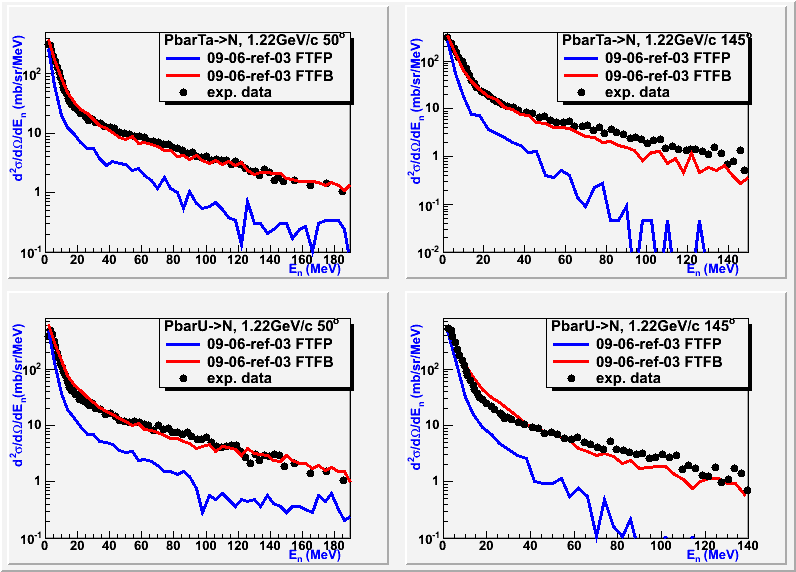 PbarTa->N, 1.22GeV/c 50°
09-06-ref-03 FTFP
09-06-ref-03 FTFB
exp. data
d²σ/dΩ/dEₙ (mb/sr/MeV)
10²
10
1
10⁻¹
0 20 40 60 80 100 120 140 160 180
Eₙ (MeV)
PbarTa->N, 1.22GeV/c 145°
09-06-ref-03 FTFP
09-06-ref-03 FTFB
exp. data
d²σ/dΩ/dEₙ (mb/sr/MeV)
10²
10
1
10⁻¹
10⁻²
0 20 40 60 80 100 120 140
Eₙ (MeV)
PbarU->N, 1.22GeV/c 50°
09-06-ref-03 FTFP
09-06-ref-03 FTFB
exp. data
d²σ/dΩ/dEₙ(mb/sr/MeV)
10²
10
1
10⁻¹
0 20 40 60 80 100 120 140 160 180
Eₙ (MeV)
PbarU->N, 1.22GeV/c 145°
09-06-ref-03 FTFP
09-06-ref-03 FTFB
exp. data
d²σ/dΩ/dEₙ (mb/sr/MeV)
10²
10
1
10⁻¹
0 20 40 60 80 100 120 140
Eₙ (MeV)